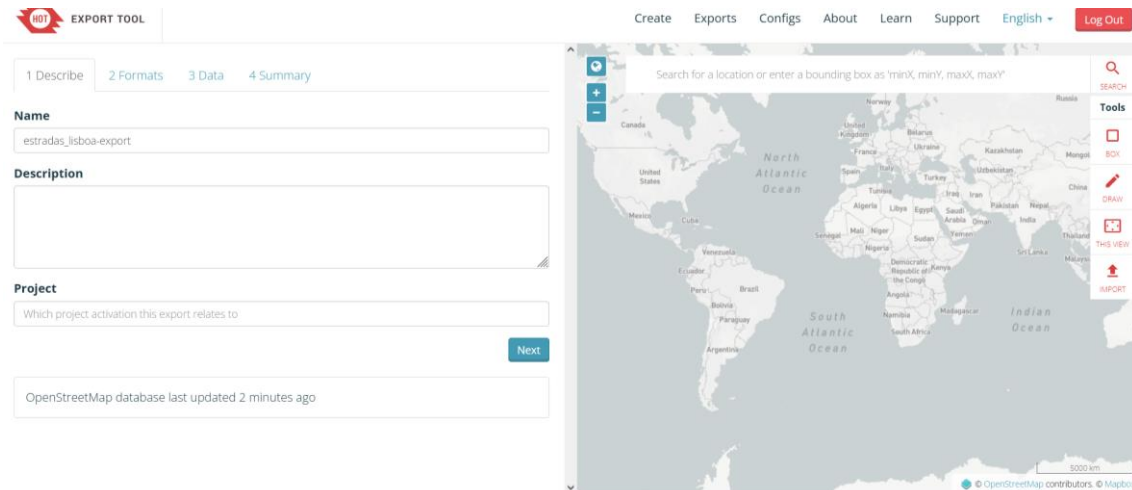 HOT EXPORT TOOL
Create Exports Configs About Learn Support English Log Out
1 Describe 2 Formats 3 Data 4 Summary
Name
estradas_lisboa-export
Description
Project
Which project activation this export relates to
Next
OpenStreetMap database last updated 2 minutes ago
+
−
Search for a location or enter a bounding box as 'minX, minY, maxX, maxY'
SEARCH
Tools
BOX
DRAW
THIS VIEW
IMPORT
Norway
Russia
Canada
United Kingdom
Belarus
Ukraine
France
Kazakhstan
Mongol
North Atlantic Ocean
United States
Spain
Italy
Turkey
Uzbekistan
China
Tunisia
Iraq
Iran
Algeria
Libya
Egypt
Saudi Arabia
Pakistan
Nepal
Oman
India
Mexico
Cuba
Mali
Niger
Sudan
Yemen
Thailand
Senegal
Nigeria
Sri Lanka
Malaysi
Venezuela
Ecuador
Democratic Republic of the Congo
Kenya
Peru
Brazil
Angola
Bolivia
Paraguay
South Atlantic Ocean
Namibia
Madagascar
Indian Ocean
South Africa
Argentina
5000 km
© OpenStreetMap contributors, © Mapbo